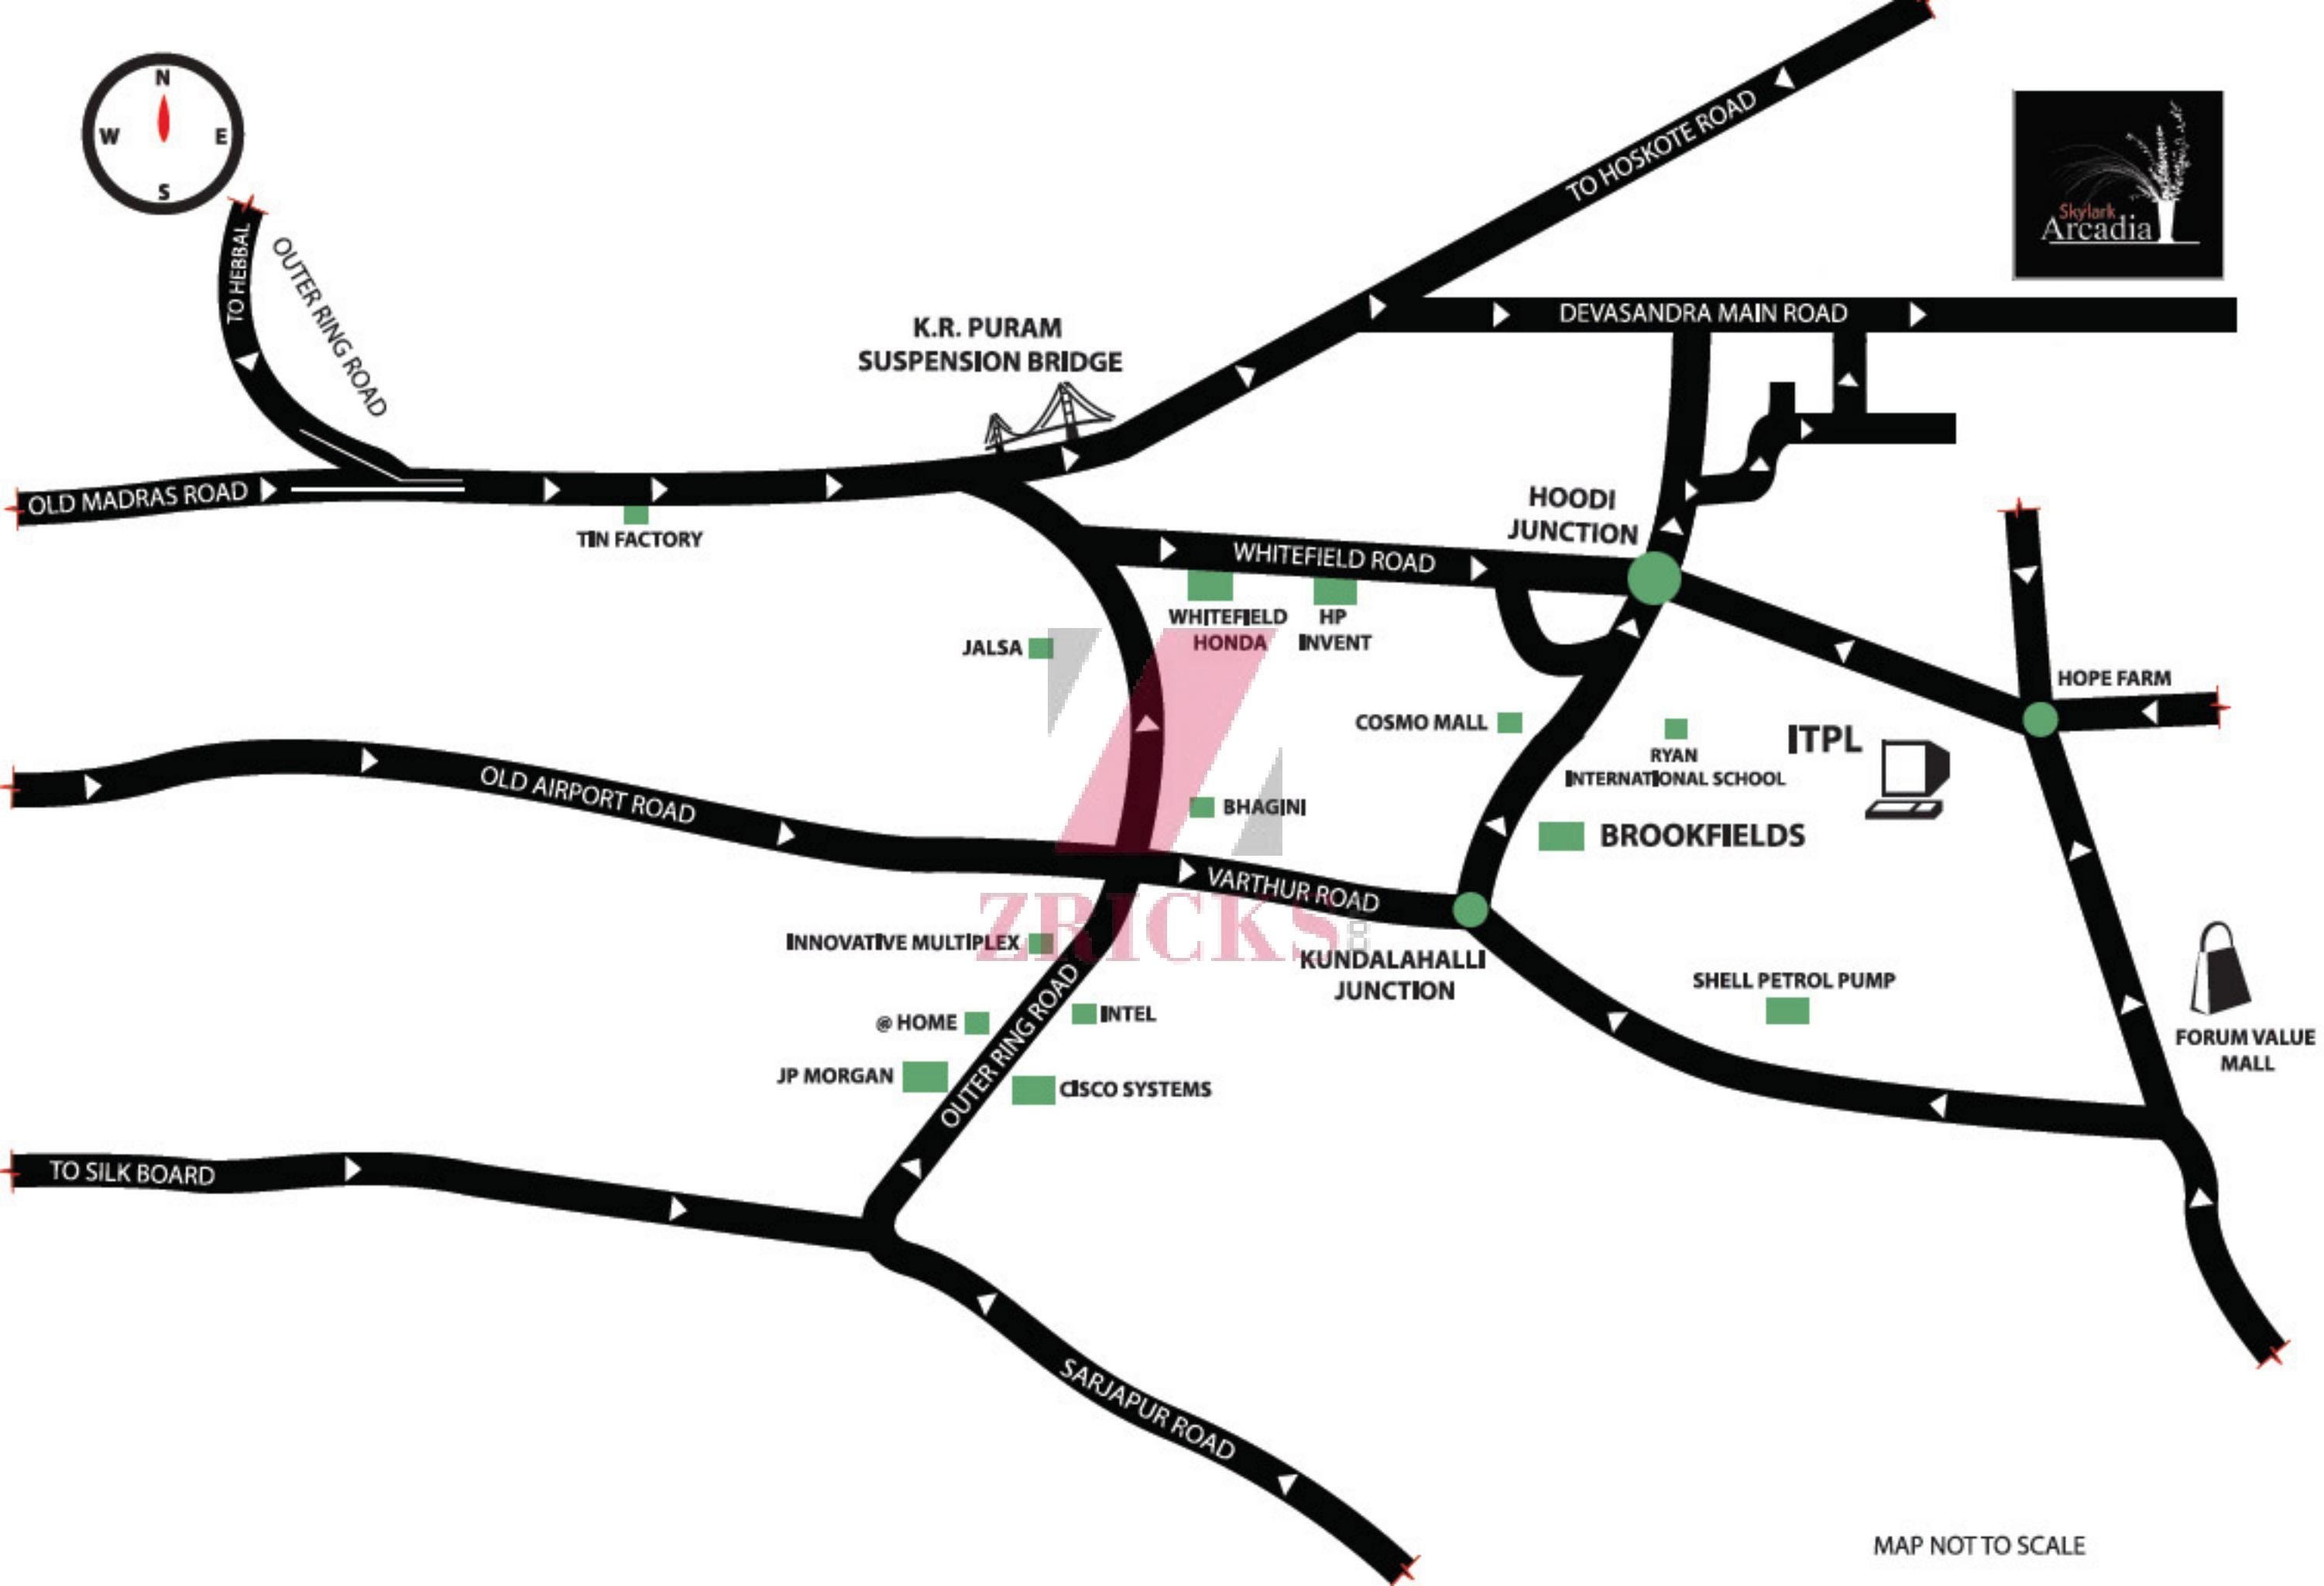 N
W
E
S
TO HEBBAL
OUTER RING ROAD
TO HOSKOTE ROAD
Skylark
Arcadia
K.R. PURAM
SUSPENSION BRIDGE
DEVASANDRA MAIN ROAD
OLD MADRAS ROAD
TIN FACTORY
HOODI
JUNCTION
WHITEFIELD ROAD
WHITEFIELD
HONDA
HP
INVENT
JALSA
HOPE FARM
COSMO MALL
RYAN
INTERNATIONAL SCHOOL
ITPL
OLD AIRPORT ROAD
BHAGINI
BROOKFIELDS
VARTHUR ROAD
ZRICKS
INNOVATIVE MULTIPLEX
KUNDALAHALLI
JUNCTION
SHELL PETROL PUMP
@ HOME
INTEL
OUTER RING ROAD
FORUM VALUE
MALL
JP MORGAN
CISCO SYSTEMS
TO SILK BOARD
SARJAPUR ROAD
MAP NOT TO SCALE